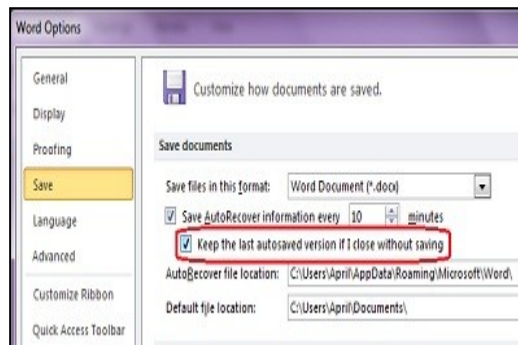 Word Options
General
Display
Proofing
Save
Language
Advanced
Customize Ribbon
Quick Access Toolbar
Customize how documents are saved.
Save documents
Save files in this format: Word Document (*.docx)
Save AutoRecover information every 10 minutes
Keep the last autosaved version if I close without saving
AutoRecover file location: C:\Users\April\AppData\Roaming\Microsoft\Word\
Default file location: C:\Users\April\Documents\